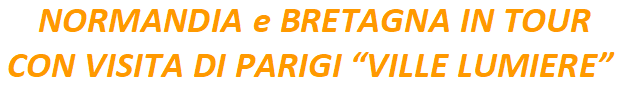 NORMANDIA e BRETAGNA IN TOUR
CON VISITA DI PARIGI “VILLE LUMIERE”